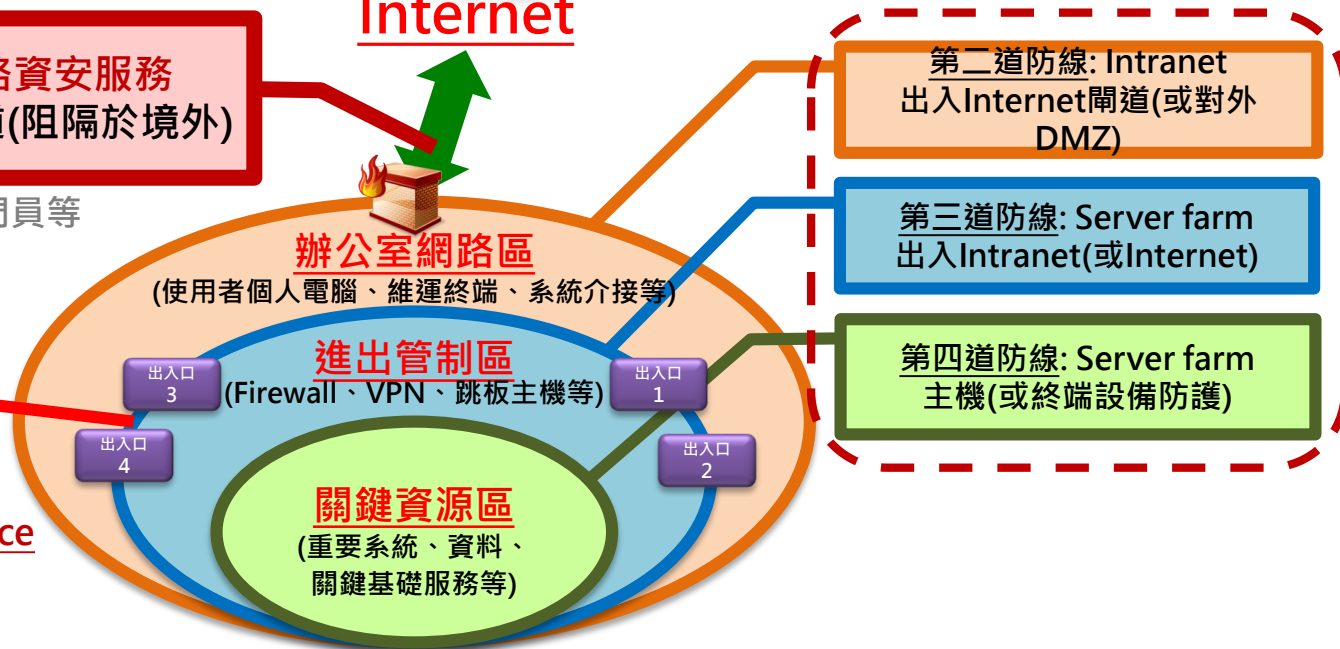 Internet
路資安服務
道(阻隔於境外)
門員等
第二道防線: Intranet
出入Internet閘道(或對外
DMZ)
第三道防線: Server farm
出入Intranet(或Internet)
第四道防線: Server farm
主機(或終端設備防護)
辦公室網路區
(使用者個人電腦、維運終端、系統介接等)
進出管制區
(Firewall、VPN、跳板主機等)
出入口
3
出入口
1
出入口
4
出入口
2
關鍵資源區
(重要系統、資料、
關鍵基礎服務等)
ce